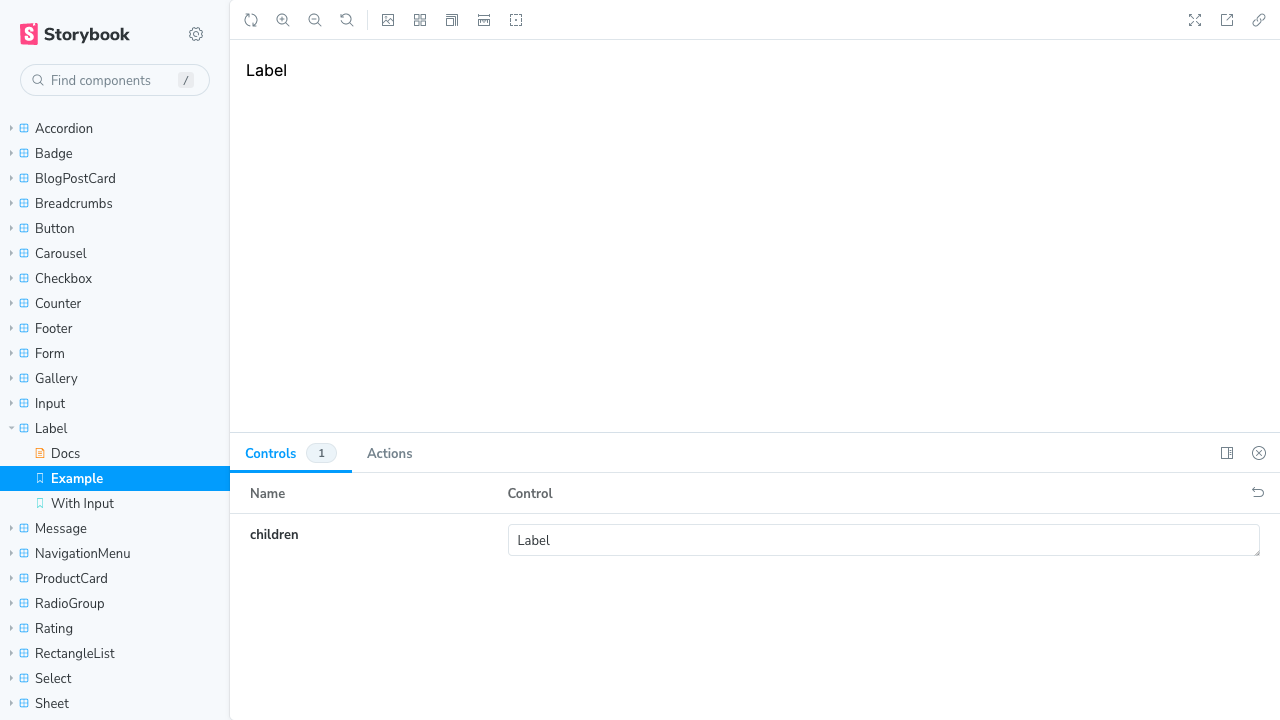 Storybook
Find components /
Accordion
Badge
BlogPostCard
Breadcrumbs
Button
Carousel
Checkbox
Counter
Footer
Form
Gallery
Input
Label
Docs
Example
With Input
Message
NavigationMenu
ProductCard
RadioGroup
Rating
RectangleList
Select
Sheet
Label
Controls 1 Actions
Name Control
children Label